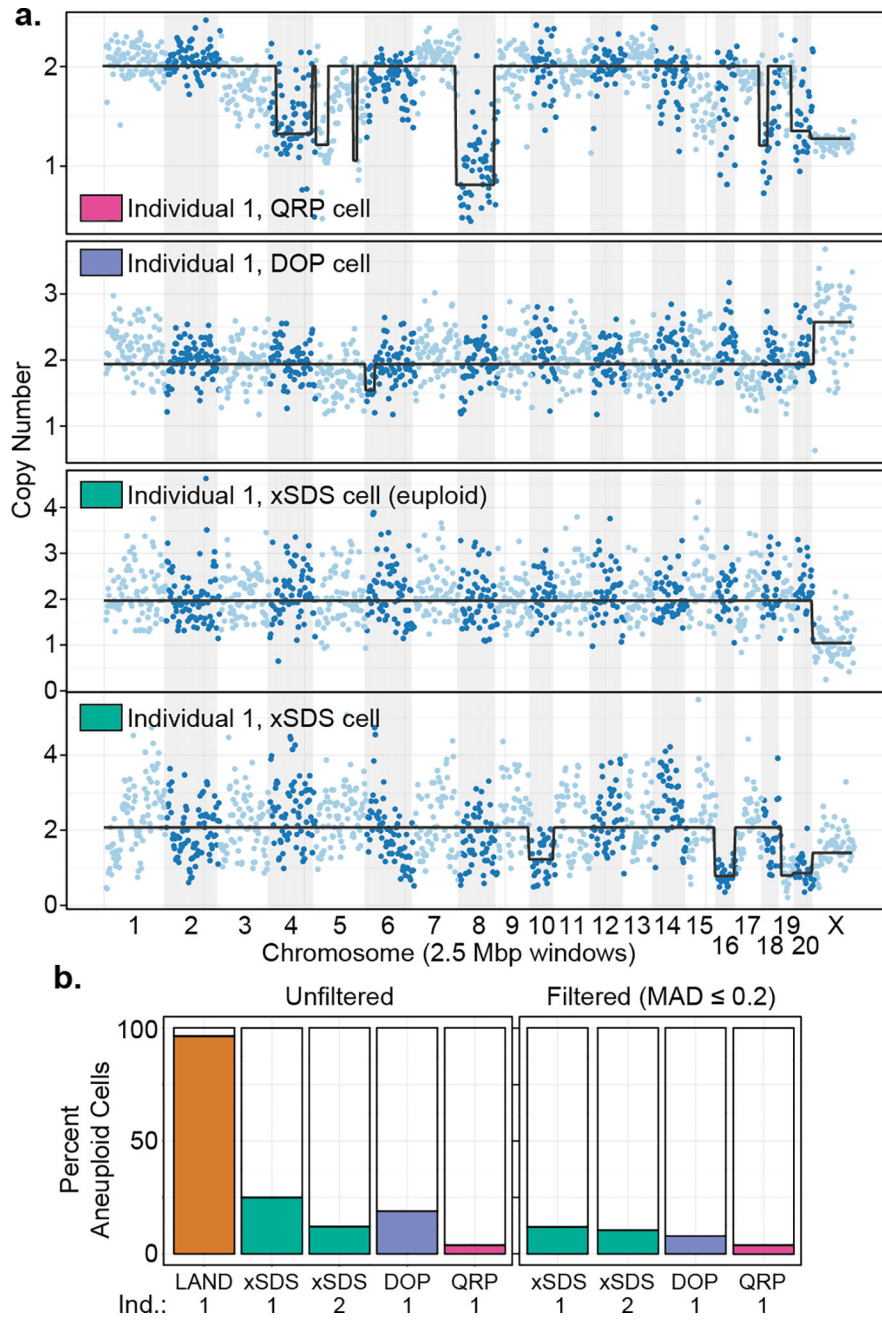 a.
2
1
Individual 1, QRP cell
Individual 1, DOP cell
3
2
1
Copy Number
Individual 1, xSDS cell (euploid)
4
3
2
1
0
Individual 1, xSDS cell
4
2
0
1 2 3 4 5 6 7 8 9 10 11 12 13 14 15 16 17 18 19 20 X
Chromosome (2.5 Mbp windows)
b.
Unfiltered
Filtered (MAD ≤ 0.2)
Percent
Aneuploid Cells
100
50
0
LAND xSDS xSDS DOP QRP xSDS xSDS DOP QRP
Ind.: 1 1 2 1 1 1 2 1 1